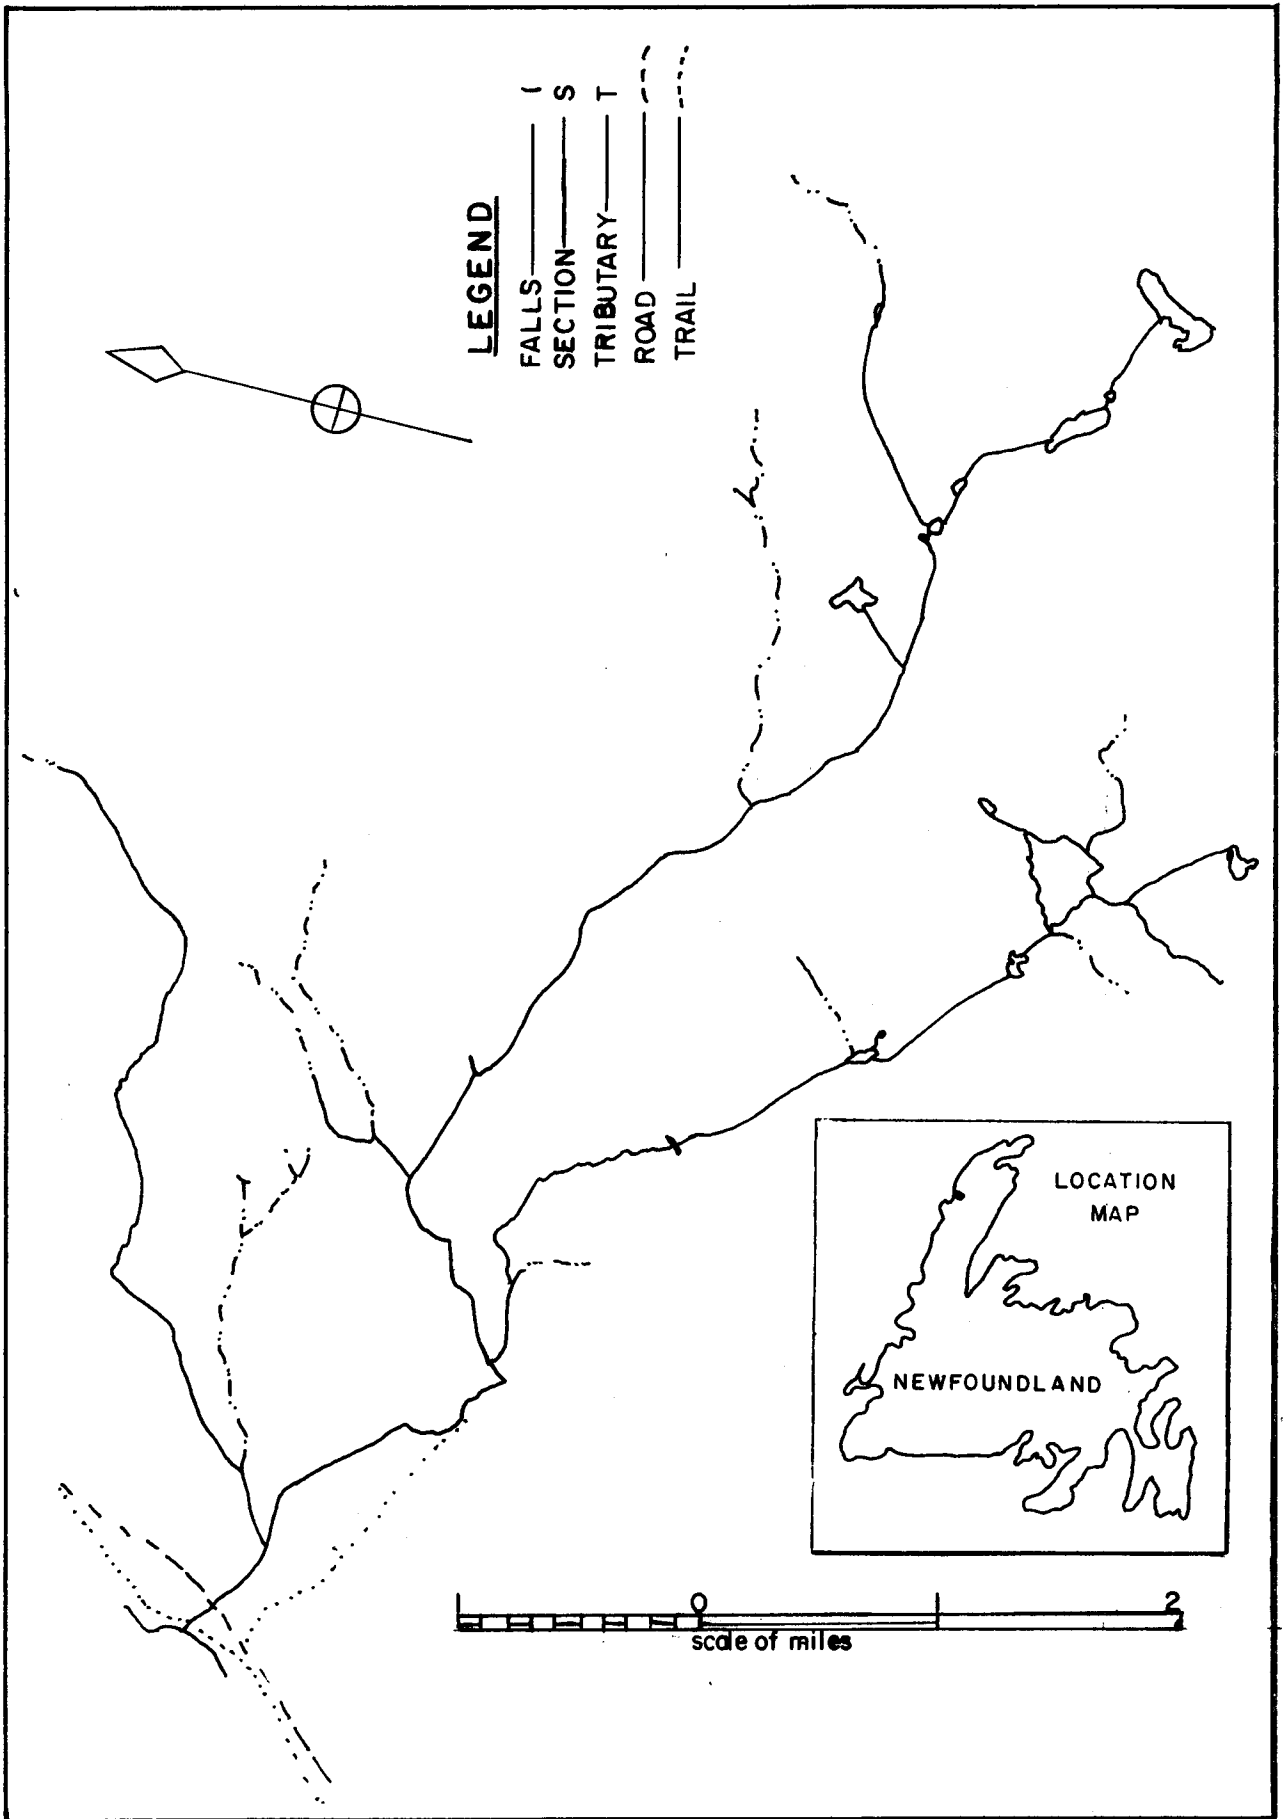 LEGEND
FALLS (
SECTION S
TRIBUTARY T
ROAD
TRAIL
LOCATION
MAP
NEWFOUNDLAND
0 2
scale of miles